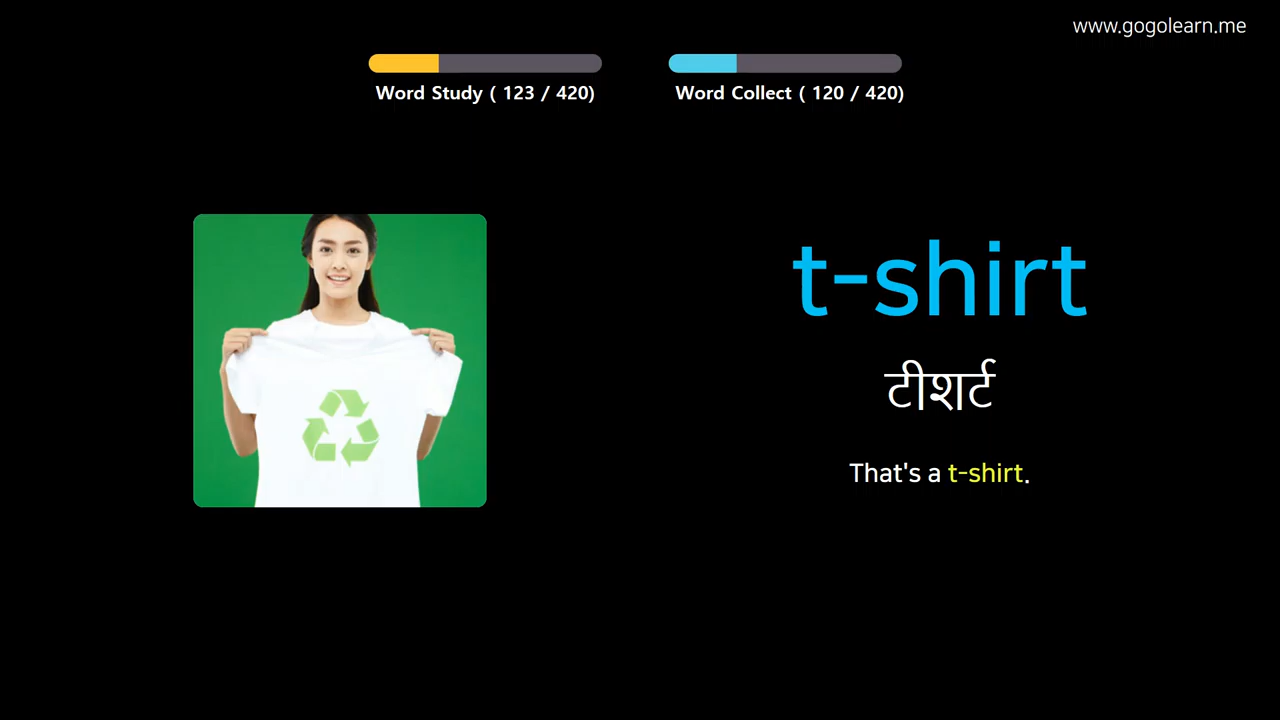 www.gogolearn.me
Word Study ( 123 / 420)
Word Collect ( 120 / 420)
t-shirt
टीशर्ट
That's a t-shirt.